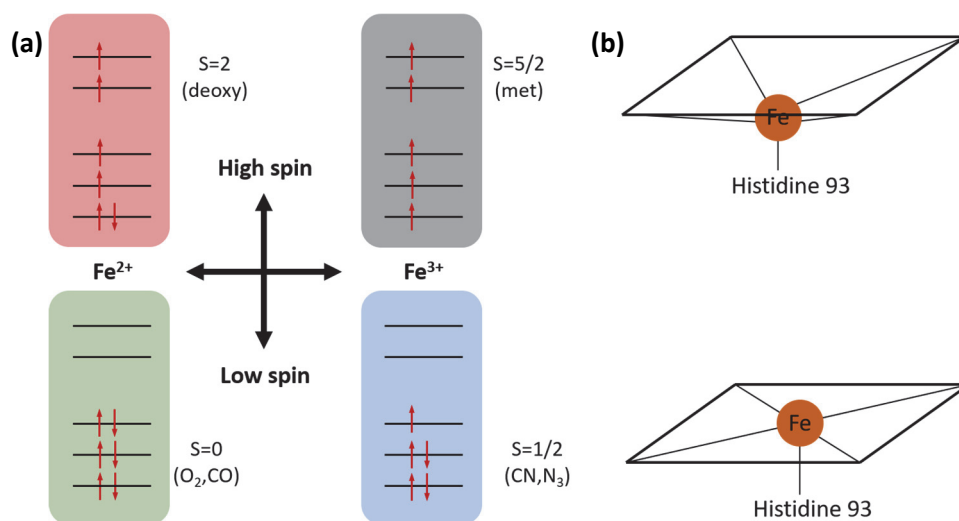 (a)
S=2
(deoxy)
S=5/2
(met)
High spin
Fe²⁺
Fe³⁺
Low spin
S=0
(O₂,CO)
S=1/2
(CN,N₃)
(b)
Fe
Histidine 93
Fe
Histidine 93